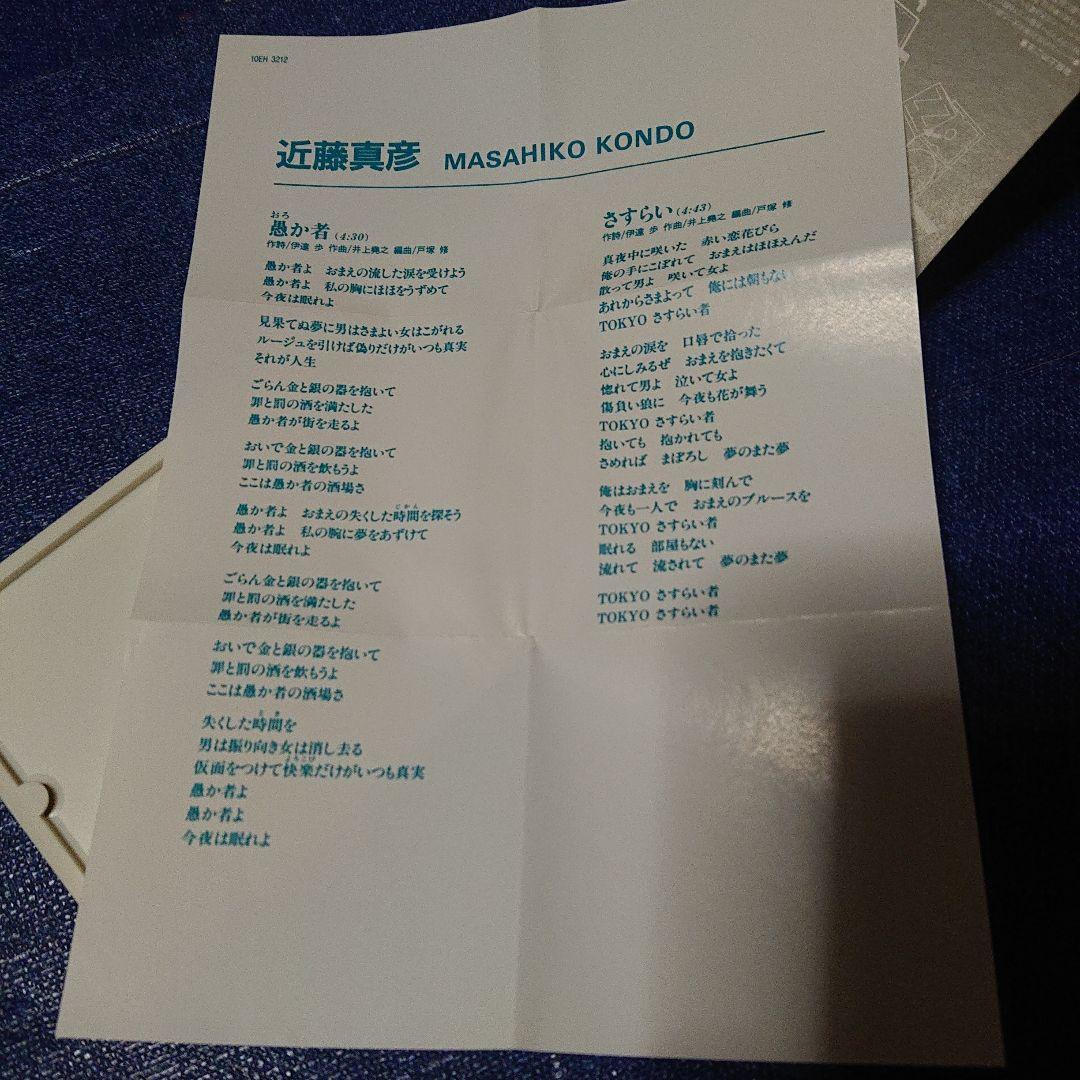 10EH 3212
近藤真彦 MASAHIKO KONDO
おろ
愚か者(4:30)
作詩/伊達 歩 作曲/井上堯之 編曲/戸塚 修
愚か者よ おまえの流した涙を受けよう
愚か者よ 私の胸にほほをうずめて
今夜は眠れよ
見果てぬ夢に男はさまよい女はこがれる
ルージュを引けば偽りだけがいつも真実
それが人生
ごらん金と銀の器を抱いて
罪と罰の酒を満たした
愚か者が街を走るよ
おいで金と銀の器を抱いて
罪と罰の酒を飲もうよ
ここは愚か者の酒場さ
じかん
愚か者よ おまえの失くした時間を探そう
愚か者よ 私の腕に夢をあずけて
今夜は眠れよ
ごらん金と銀の器を抱いて
罪と罰の酒を満たした
愚か者が街を走るよ
おいで金と銀の器を抱いて
罪と罰の酒を飲もうよ
ここは愚か者の酒場さ
とき
失くした時間を
男は振り向き女は消し去る
よろこび
仮面をつけて快楽だけがいつも真実
愚か者よ
愚か者よ
今夜は眠れよ
さすらい(4:43)
作詩/伊達 歩 作曲/井上堯之 編曲/戸塚 修
真夜中に咲いた 赤い恋花びら
俺の手にこぼれて おまえはほほえんだ
散って男よ 咲いて女よ
あれからさまよって 俺には朝もない
TOKYO さすらい者
おまえの涙を 口唇で拾った
心にしみるぜ おまえを抱きたくて
惚れて男よ 泣いて女よ
傷負い狼に 今夜も花が舞う
TOKYO さすらい者
抱いても 抱かれても
さめれば まぼろし 夢のまた夢
俺はおまえを 胸に刻んで
今夜も一人で おまえのブルースを
TOKYO さすらい者
眠れる 部屋もない
流れて 流されて 夢のまた夢
TOKYO さすらい者
TOKYO さすらい者